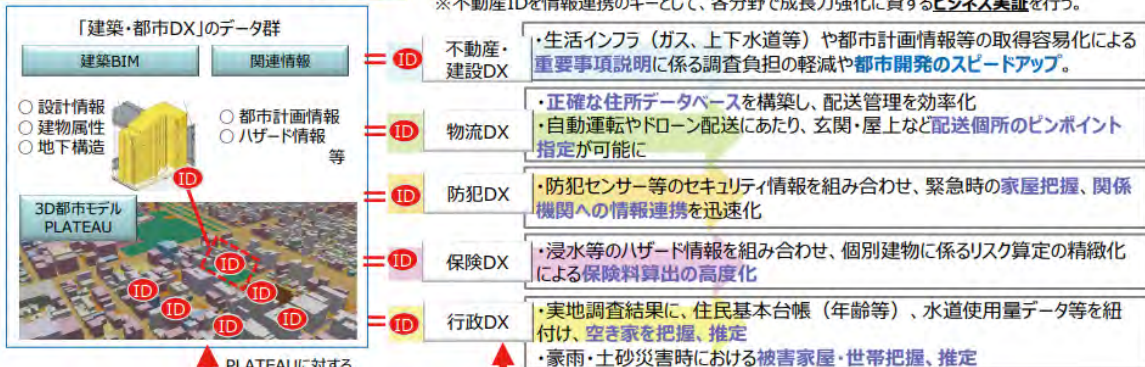 ※不動産IDを情報連携のキーとして、各分野で成長力強化に資するビジネス実証を行う。
「建築・都市DX」のデータ群
建築BIM
関連情報
○ 設計情報
○ 建物属性
○ 地下構造
○ 都市計画情報
○ ハザード情報
等
ID
3D都市モデル
PLATEAU
ID
ID
ID
ID
ID
ID
PLATEAUに対する
ID
不動産・
建設DX
・生活インフラ（ガス、上下水道等）や都市計画情報等の取得容易化による
重要事項説明に係る調査負担の軽減や都市開発のスピードアップ。
ID
物流DX
・正確な住所データベースを構築し、配送管理を効率化
・自動運転やドローン配送にあたり、玄関・屋上など配送個所のピンポイント
指定が可能に
ID
防犯DX
・防犯センサー等のセキュリティ情報を組み合わせ、緊急時の家屋把握、関係
機関への情報連携を迅速化
ID
保険DX
・浸水等のハザード情報を組み合わせ、個別建物に係るリスク算定の精緻化
による保険料算出の高度化
ID
行政DX
・実地調査結果に、住民基本台帳（年齢等）、水道使用量データ等を紐
付け、空き家を把握、推定
・豪雨・土砂災害時における被害家屋・世帯把握、推定